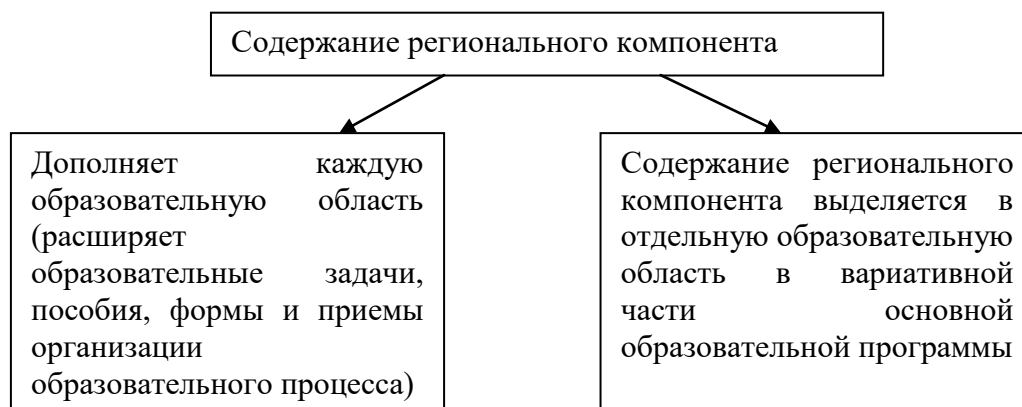 Содержание регионального компонента
Дополняет каждую
образовательную область
(расширяет
образовательные задачи,
пособия, формы и приемы
организации
образовательного процесса)
Содержание регионального
компонента выделяется в
отдельную образовательную
область в вариативной
части основной
образовательной программы